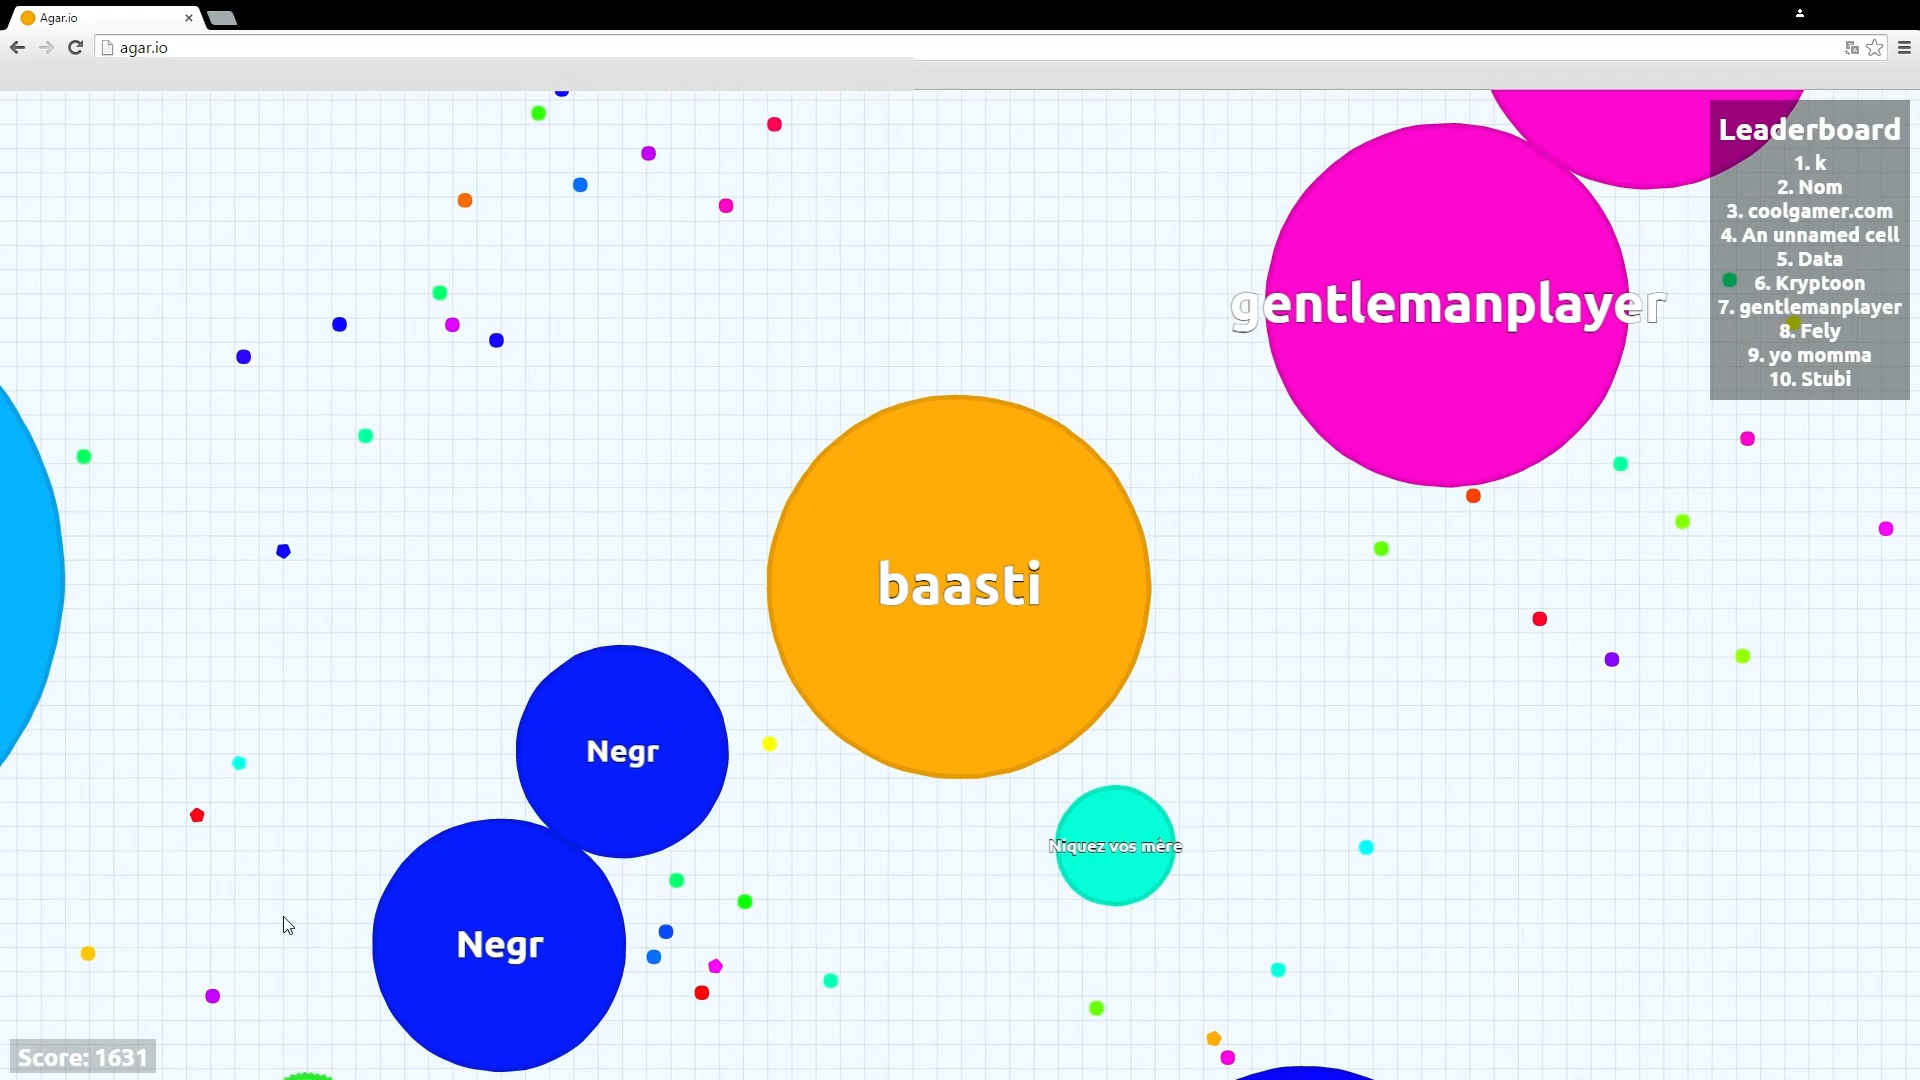 Agar.io
agar.io
Leaderboard
1. k
2. Nom
3. coolgamer.com
4. An unnamed cell
5. Data
6. Kryptoon
7. gentlemanplayer
8. Fely
9. yo momma
10. Stubi
gentlemanplayer
baasti
Negr
Niquez vos mére
Negr
Score: 1631